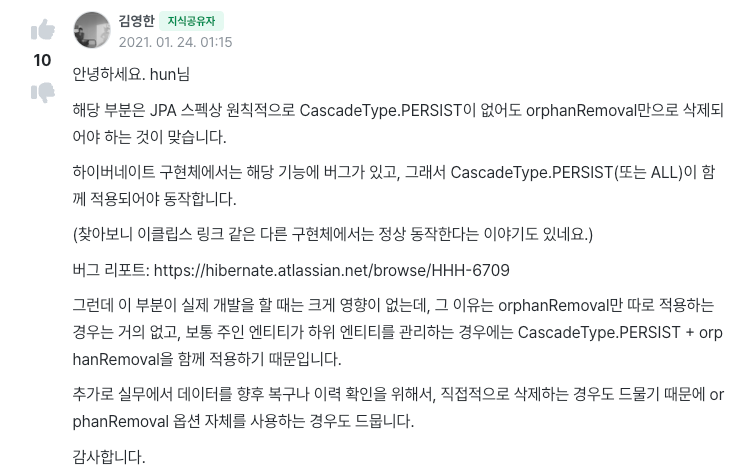 김영한 지식공유자
2021. 01. 24. 01:15
10
안녕하세요. hun님
해당 부분은 JPA 스펙상 원칙적으로 CascadeType.PERSIST이 없어도 orphanRemoval만으로 삭제되
어야 하는 것이 맞습니다.
하이버네이트 구현체에서는 해당 기능에 버그가 있고, 그래서 CascadeType.PERSIST(또는 ALL)이 함
께 적용되어야 동작합니다.
(찾아보니 이클립스 링크 같은 다른 구현체에서는 정상 동작한다는 이야기도 있네요.)
버그 리포트: https://hibernate.atlassian.net/browse/HHH-6709
그런데 이 부분이 실제 개발을 할 때는 크게 영향이 없는데, 그 이유는 orphanRemoval만 따로 적용하는
경우는 거의 없고, 보통 주인 엔티티가 하위 엔티티를 관리하는 경우에는 CascadeType.PERSIST + orp
hanRemoval을 함께 적용하기 때문입니다.
추가로 실무에서 데이터를 향후 복구나 이력 확인을 위해서, 직접적으로 삭제하는 경우도 드물기 때문에 or
phanRemoval 옵션 자체를 사용하는 경우도 드뭅니다.
감사합니다.